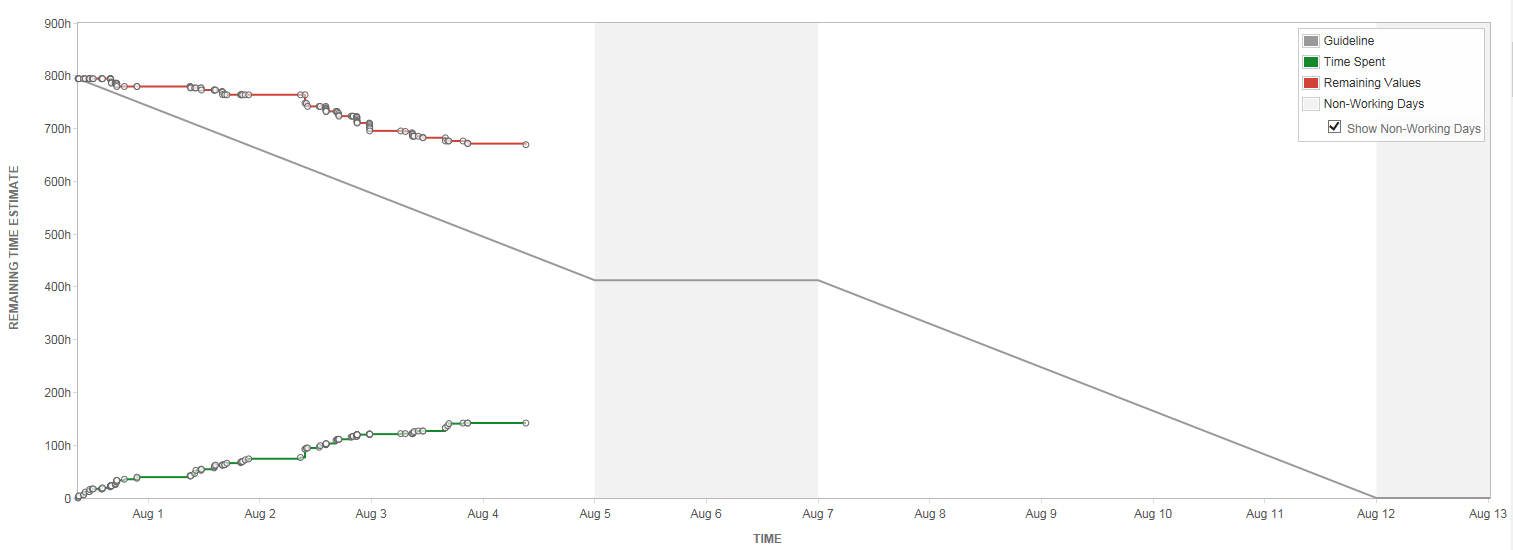 900h
800h
700h
600h
500h
400h
300h
200h
100h
0
REMAINING TIME ESTIMATE
Guideline
Time Spent
Remaining Values
Non-Working Days
Show Non-Working Days
Aug 1 Aug 2 Aug 3 Aug 4 Aug 5 Aug 6 Aug 7 Aug 8 Aug 9 Aug 10 Aug 11 Aug 12 Aug 13
TIME